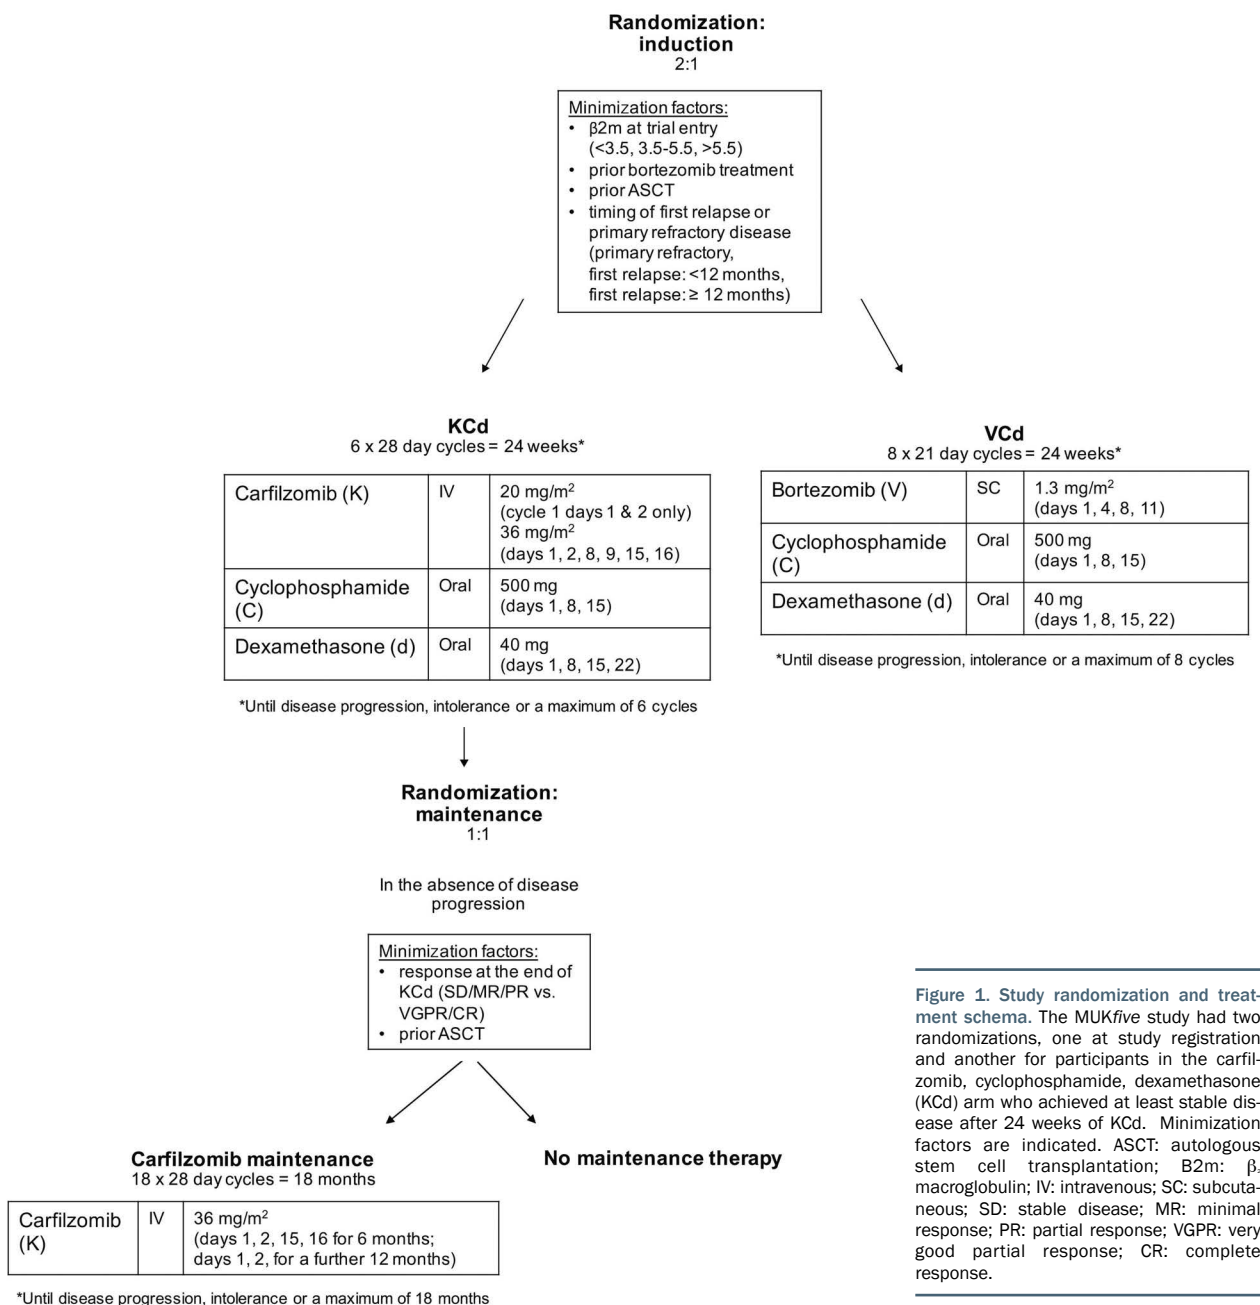 Randomization:
induction
2:1
Minimization factors:
• β2m at trial entry
(<3.5, 3.5-5.5, >5.5)
• prior bortezomib treatment
• prior ASCT
• timing of first relapse or
primary refractory disease
(primary refractory,
first relapse: <12 months,
first relapse: ≥ 12 months)
KCd
6 x 28 day cycles = 24 weeks*
Carfilzomib (K) IV 20 mg/m²
(cycle 1 days 1 & 2 only)
36 mg/m²
(days 1, 2, 8, 9, 15, 16)
Cyclophosphamide Oral 500 mg
(C) (days 1, 8, 15)
Dexamethasone (d) Oral 40 mg
(days 1, 8, 15, 22)
*Until disease progression, intolerance or a maximum of 6 cycles
VCd
8 x 21 day cycles = 24 weeks*
Bortezomib (V) SC 1.3 mg/m²
(days 1, 4, 8, 11)
Cyclophosphamide Oral 500 mg
(C) (days 1, 8, 15)
Dexamethasone (d) Oral 40 mg
(days 1, 8, 15, 22)
*Until disease progression, intolerance or a maximum of 8 cycles
Randomization:
maintenance
1:1
In the absence of disease
progression
Minimization factors:
• response at the end of
KCd (SD/MR/PR vs.
VGPR/CR)
• prior ASCT
Carfilzomib maintenance
18 x 28 day cycles = 18 months
Carfilzomib IV 36 mg/m²
(K) (days 1, 2, 15, 16 for 6 months;
days 1, 2, for a further 12 months)
*Until disease progression, intolerance or a maximum of 18 months
No maintenance therapy
Figure 1. Study randomization and treat-
ment schema. The MUKfive study had two
randomizations, one at study registration
and another for participants in the carfil-
zomib, cyclophosphamide, dexamethasone
(KCd) arm who achieved at least stable dis-
ease after 24 weeks of KCd. Minimization
factors are indicated. ASCT: autologous
stem cell transplantation; B2m: β₂
macroglobulin; IV: intravenous; SC: subcuta-
neous; SD: stable disease; MR: minimal
response; PR: partial response; VGPR: very
good partial response; CR: complete
response.